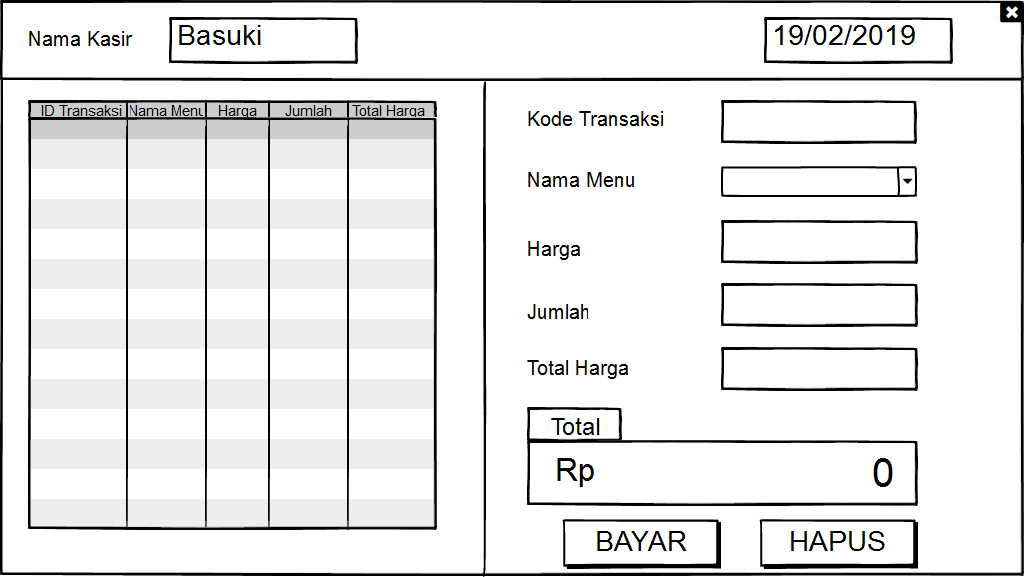 Nama Kasir Basuki 19/02/2019
ID Transaksi Nama Menu Harga Jumlah Total Harga
Kode Transaksi
Nama Menu
Harga
Jumlah
Total Harga
Total
Rp 0
BAYAR HAPUS